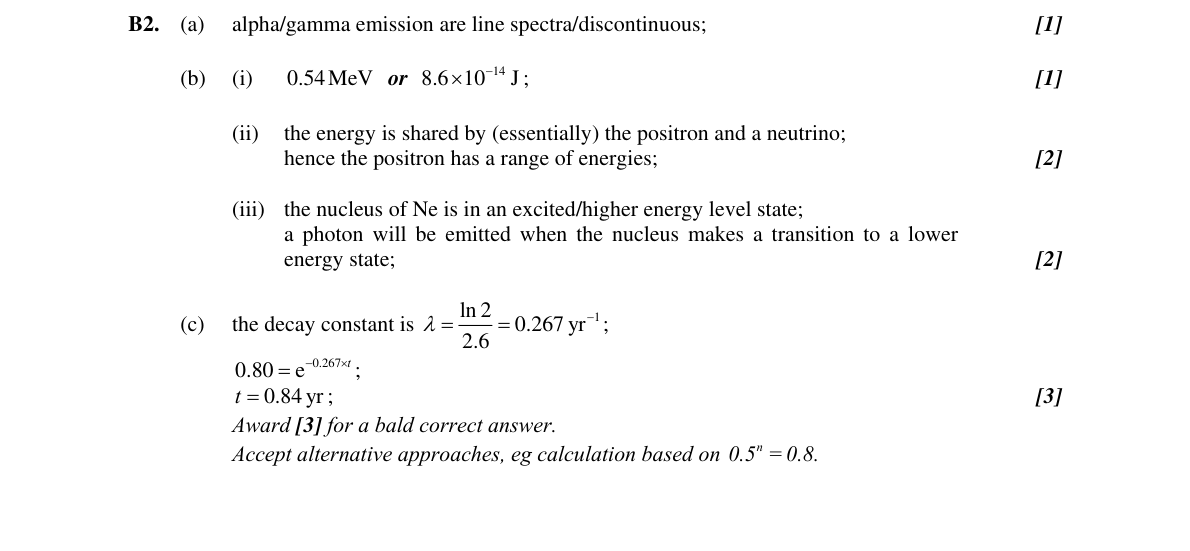 B2. (a) alpha/gamma emission are line spectra/discontinuous; [1]
(b) (i) 0.54 MeV or 8.6×10⁻¹⁴ J; [1]
(ii) the energy is shared by (essentially) the positron and a neutrino;
hence the positron has a range of energies; [2]
(iii) the nucleus of Ne is in an excited/higher energy level state;
a photon will be emitted when the nucleus makes a transition to a lower
energy state; [2]
(c) the decay constant is λ = ln 2 / 2.6 = 0.267 yr⁻¹;
0.80 = e^(−0.267×t);
t = 0.84 yr; [3]
Award [3] for a bald correct answer.
Accept alternative approaches, eg calculation based on 0.5ⁿ = 0.8.